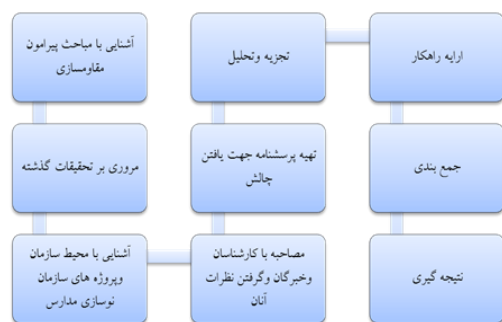 آشنایی با مباحث پیرامون
مقاومسازی
مروری بر تحقیقات گذشته
آشنایی با محیط سازمان
وپروژه های سازمان
نوسازی مدارس
مصاحبه با کارشناسان
وخبرگان وگرفتن نظرات
آنان
تهیه پرسشنامه جهت یافتن
چالش
تجزیه وتحلیل
ارایه راهکار
جمع بندی
نتیجه گیری